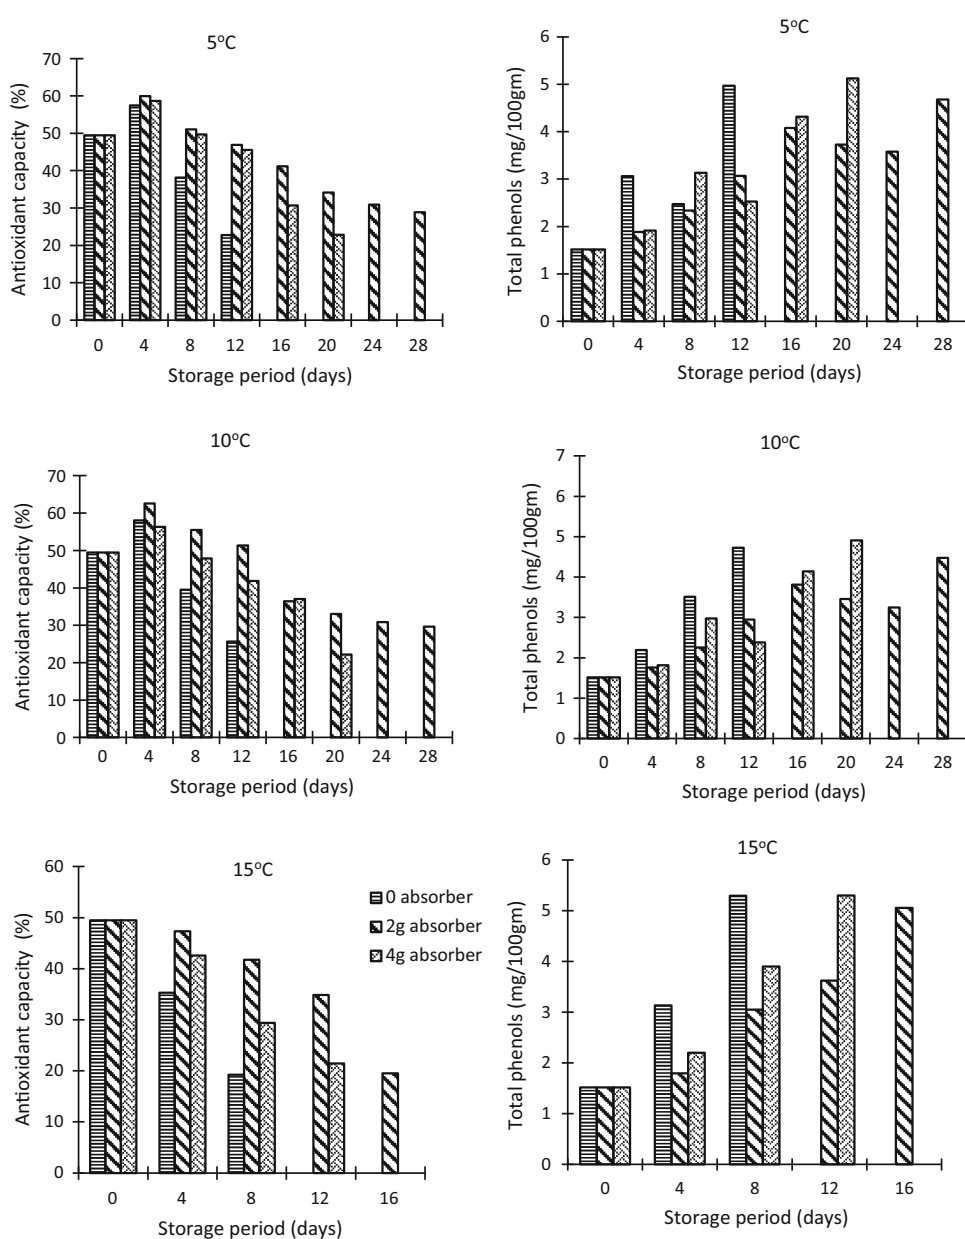 5°C
Antioxidant capacity (%)
70
60
50
40
30
20
10
0
0 4 8 12 16 20 24 28
Storage period (days)
5°C
Total phenols (mg/100gm)
6
5
4
3
2
1
0
0 4 8 12 16 20 24 28
Storage period (days)
10°C
Antioxidant capacity (%)
70
60
50
40
30
20
10
0
0 4 8 12 16 20 24 28
Storage period (days)
10°C
Total phenols (mg/100gm)
7
6
5
4
3
2
1
0
0 4 8 12 16 20 24 28
Storage period (days)
15°C
Antioxidant capacity (%)
60
50
40
30
20
10
0
0 4 8 12 16
Storage period (days)
0 absorber
2g absorber
4g absorber
15°C
Total phenols (mg/100gm)
6
5
4
3
2
1
0
0 4 8 12 16
Storage period (days)